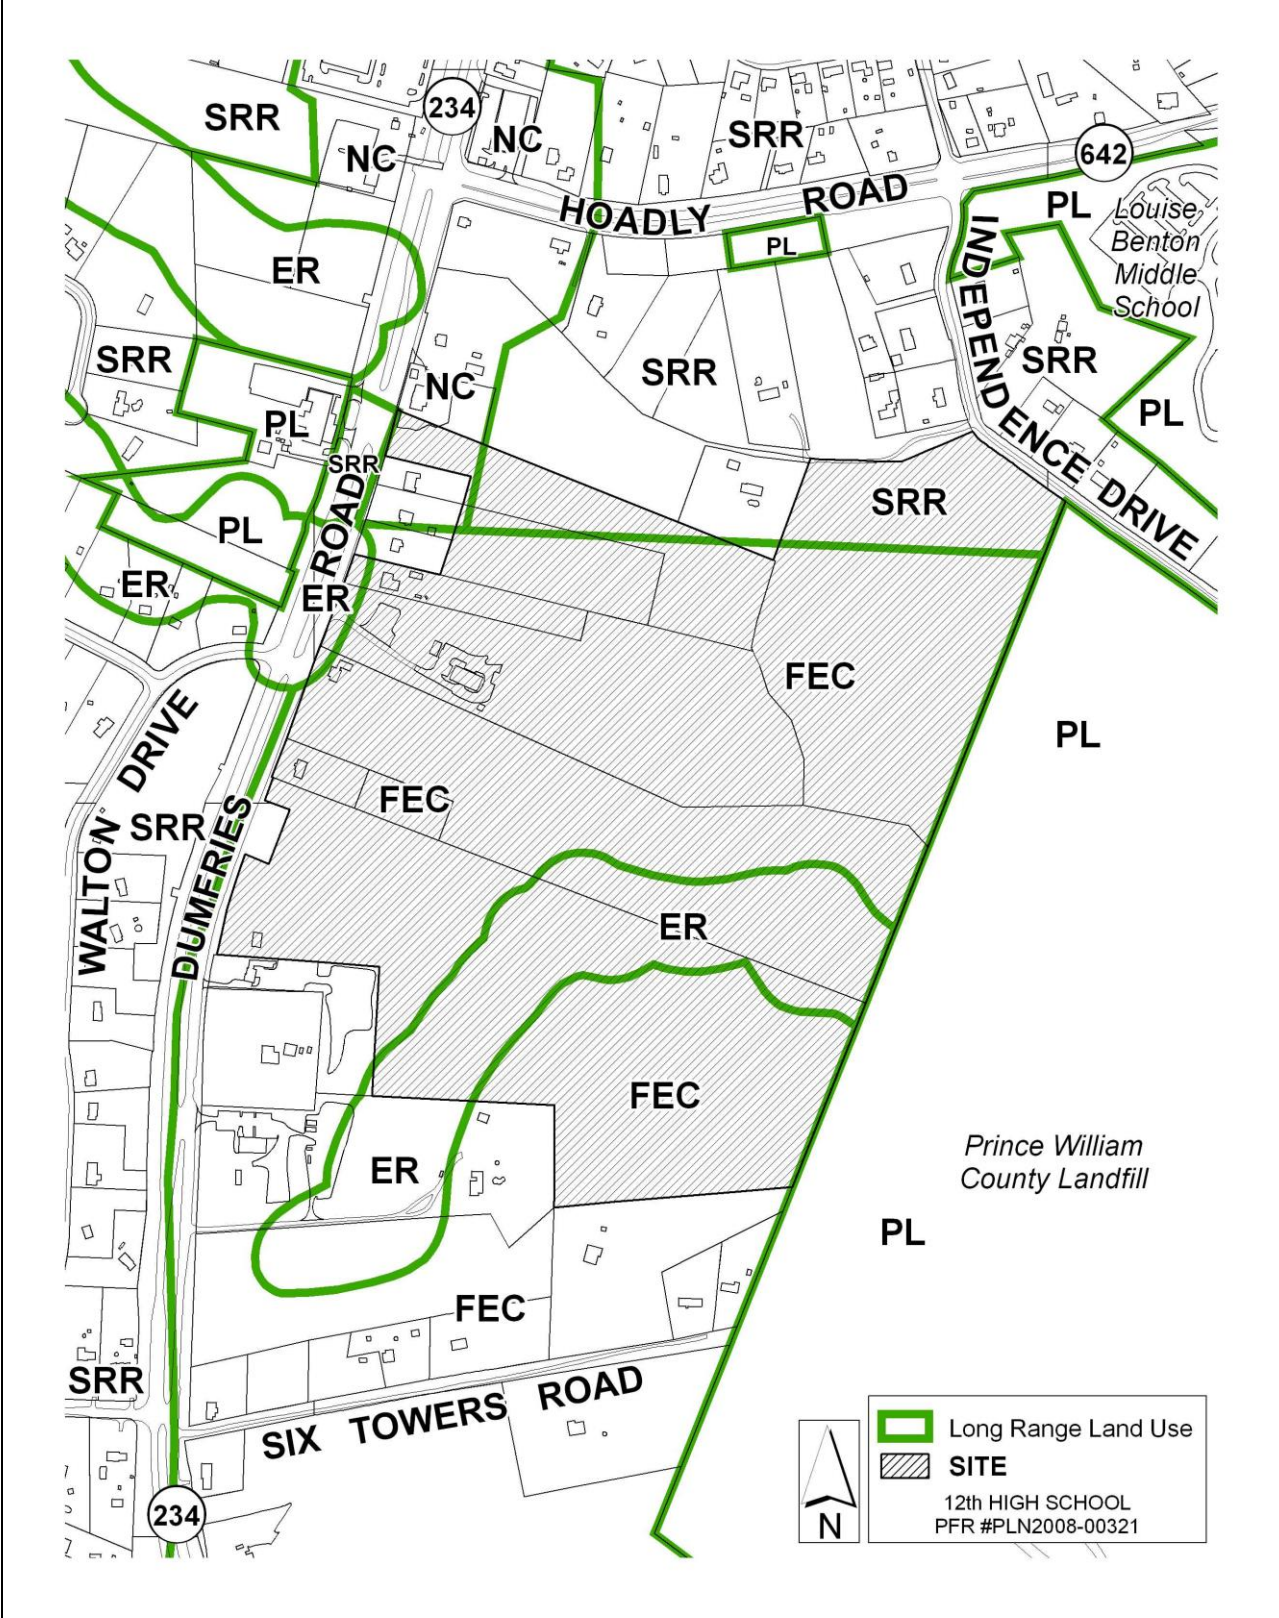 234
SRR
NC
NC
SRR
642
HOADLY ROAD
PL
Louise
Benton
Middle
School
PL
ER
INDEPENDENCE DRIVE
SRR
SRR
SRR
NC
PL
PL
SRR
SRR
PL
ER
ER
FEC
PL
WALTON DRIVE
FEC
SRR
DUMFRIES ROAD
ER
FEC
Prince William
County Landfill
ER
PL
FEC
SRR
SIX TOWERS ROAD
234
N
Long Range Land Use
SITE
12th HIGH SCHOOL
PFR #PLN2008-00321